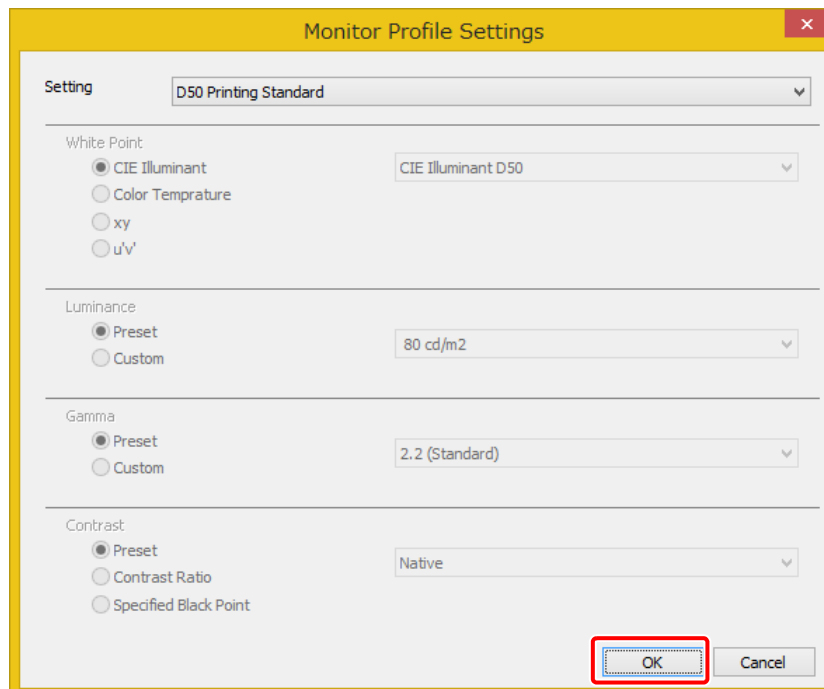 Monitor Profile Settings
Setting D50 Printing Standard
White Point
CIE Illuminant CIE Illuminant D50
Color Temprature
xy
u'v'
Luminance
Preset
80 cd/m2
Custom
Gamma
Preset
2.2 (Standard)
Custom
Contrast
Preset
Native
Contrast Ratio
Specified Black Point
OK Cancel